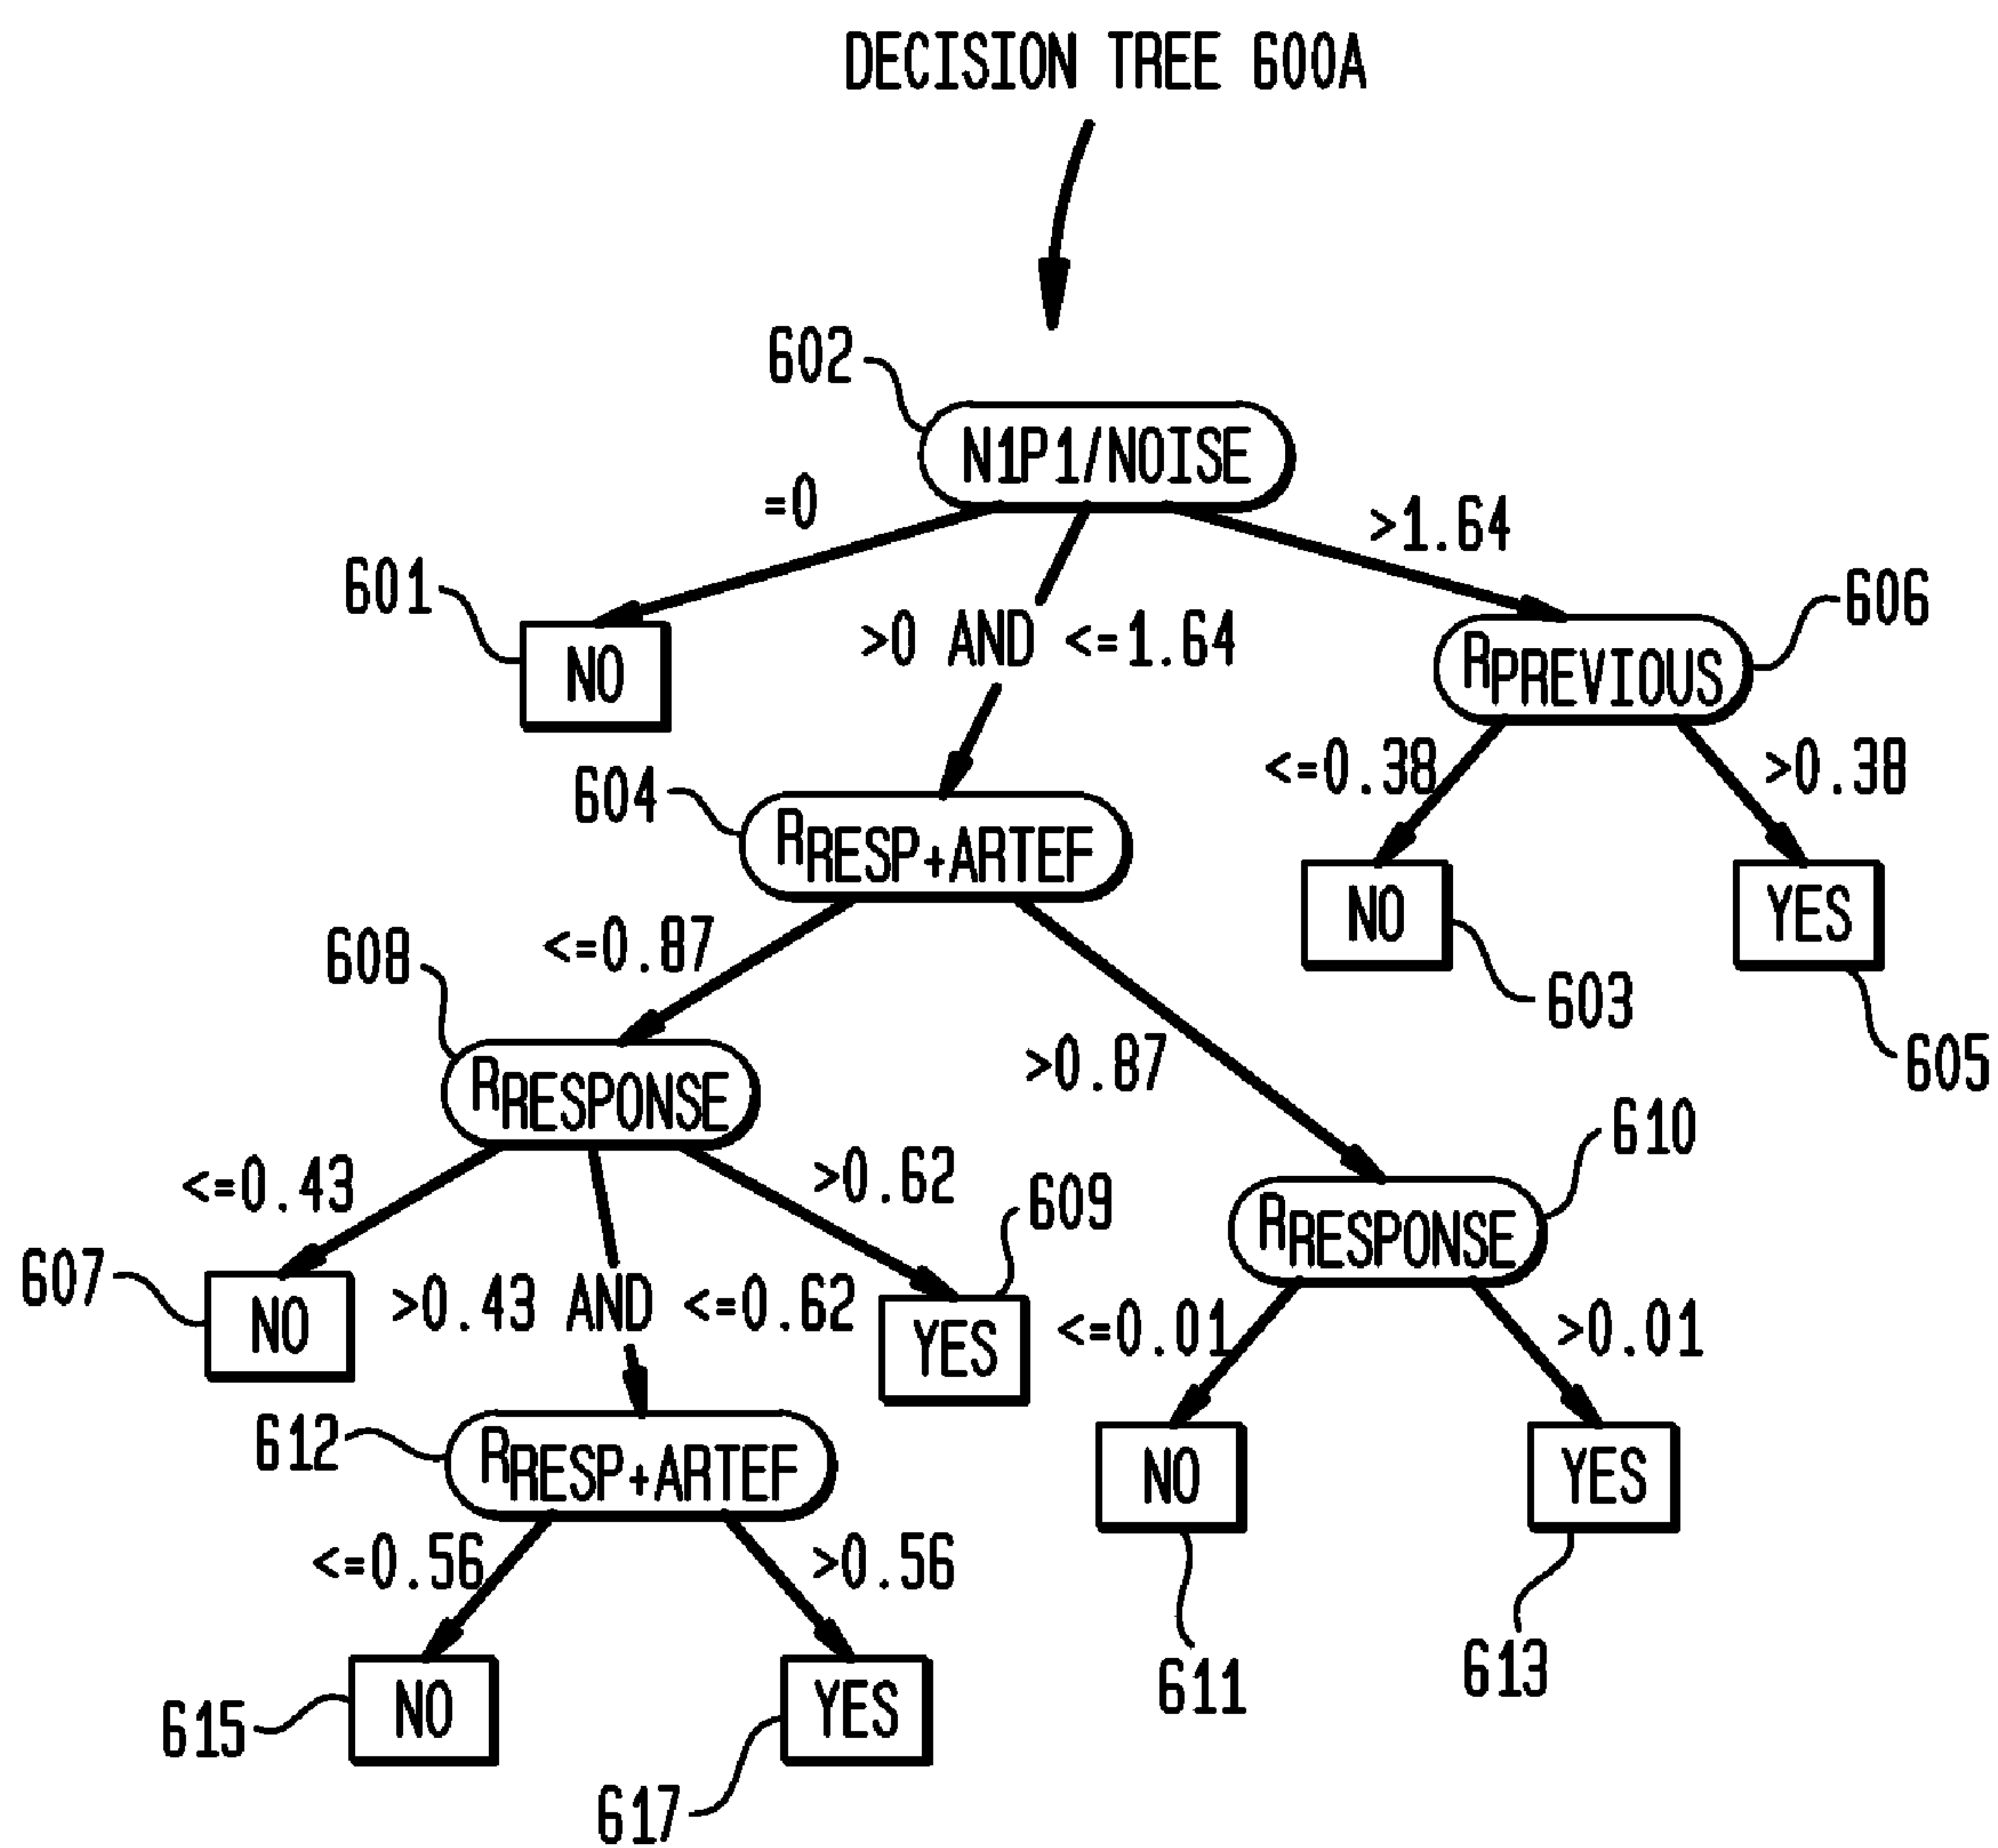 DECISION TREE 600A
602
N1P1/NOISE
=0
>1.64
601
606
NO
>0 AND <=1.64
RPREVIOUS
604
<=0.38
>0.38
RRESP+ARTEF
NO
YES
608
<=0.87
603
>0.87
605
RRESPONSE
610
<=0.43
>0.62
609
RRESPONSE
607
NO
>0.43 AND <=0.62
YES
<=0.01
>0.01
612
RRESP+ARTEF
NO
YES
<=0.56
>0.56
611
613
615
NO
YES
617